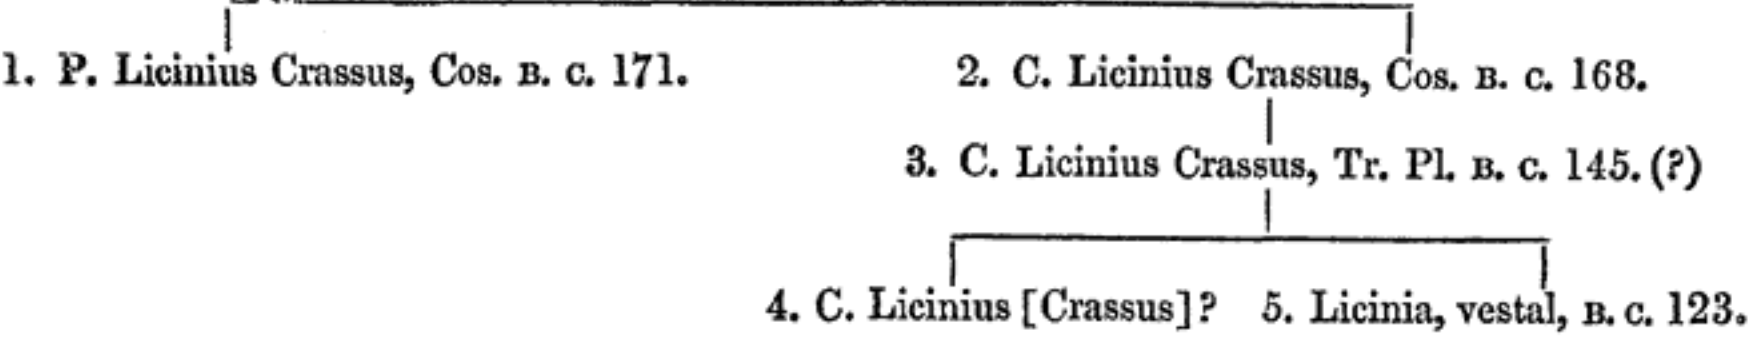 1. P. Licinius Crassus, Cos. B. C. 171. 2. C. Licinius Crassus, Cos. B. C. 168.
3. C. Licinius Crassus, Tr. Pl. B. C. 145. (?)
4. C. Licinius [Crassus]? 5. Licinia, vestal, B. C. 123.